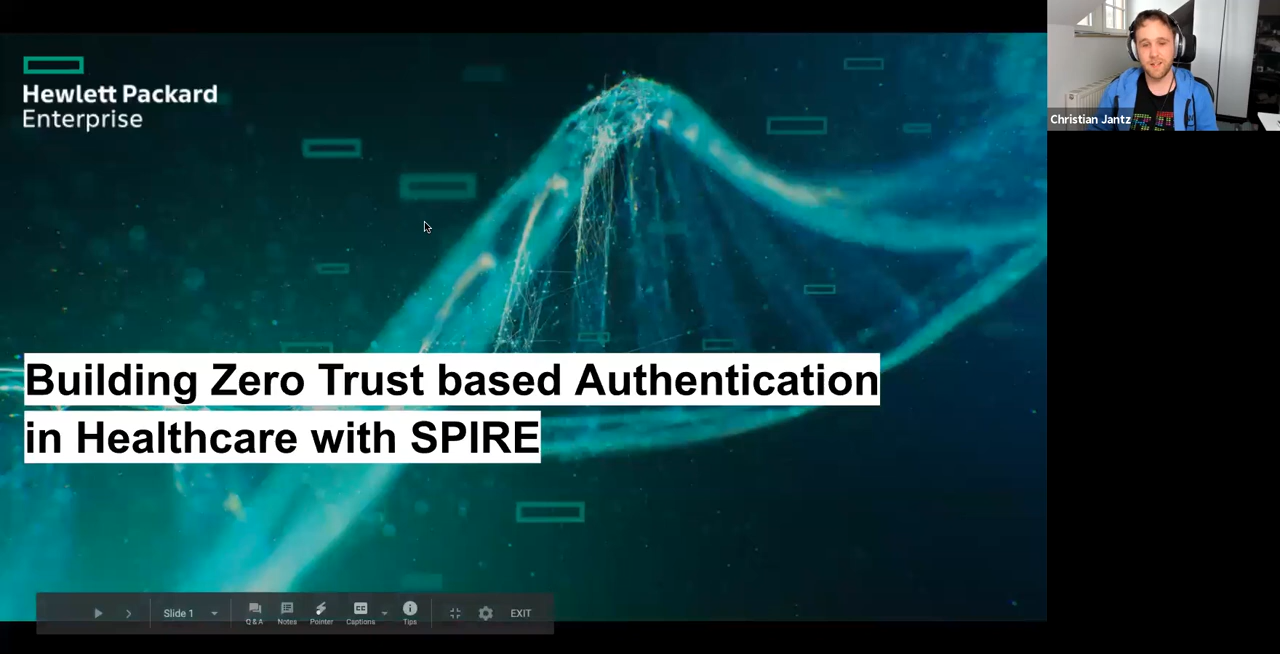 Hewlett Packard
Enterprise
Christian Jantz
Building Zero Trust based Authentication
in Healthcare with SPIRE
Slide 1
Q & A
Notes
Pointer
CC
Captions
Tips
EXIT